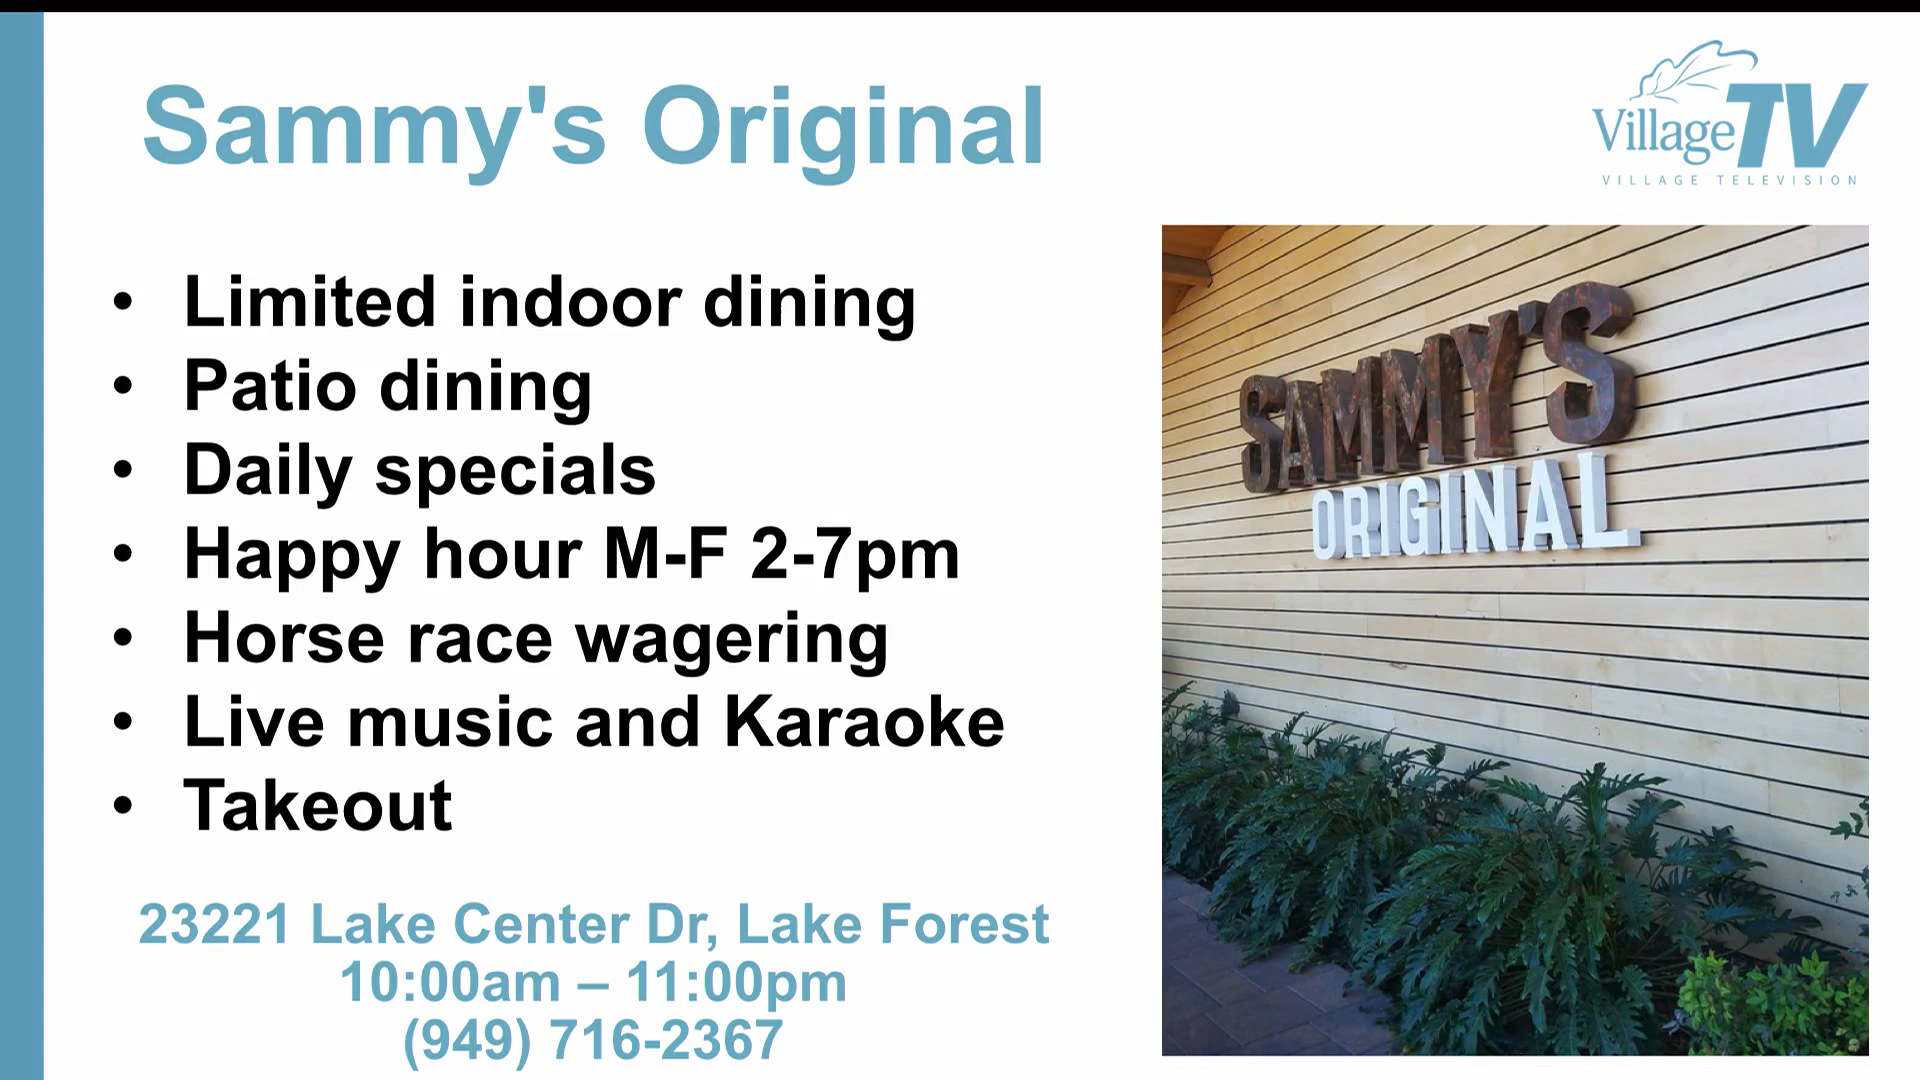 Sammy's Original
Village TV
VILLAGE TELEVISION
• Limited indoor dining
• Patio dining
• Daily specials
• Happy hour M-F 2-7pm
• Horse race wagering
• Live music and Karaoke
• Takeout
23221 Lake Center Dr, Lake Forest
10:00am – 11:00pm
(949) 716-2367
SAMMY'S
ORIGINAL